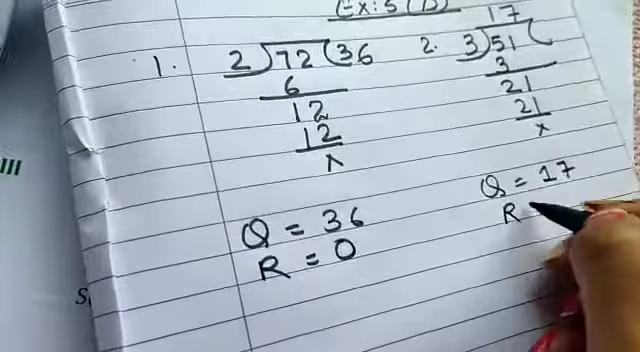 Ex: 5 (B)
1. 2)72(36
6
12
12
x
Q = 36
R = 0
17
2. 3)51(
3
21
21
x
Q = 17
R
III